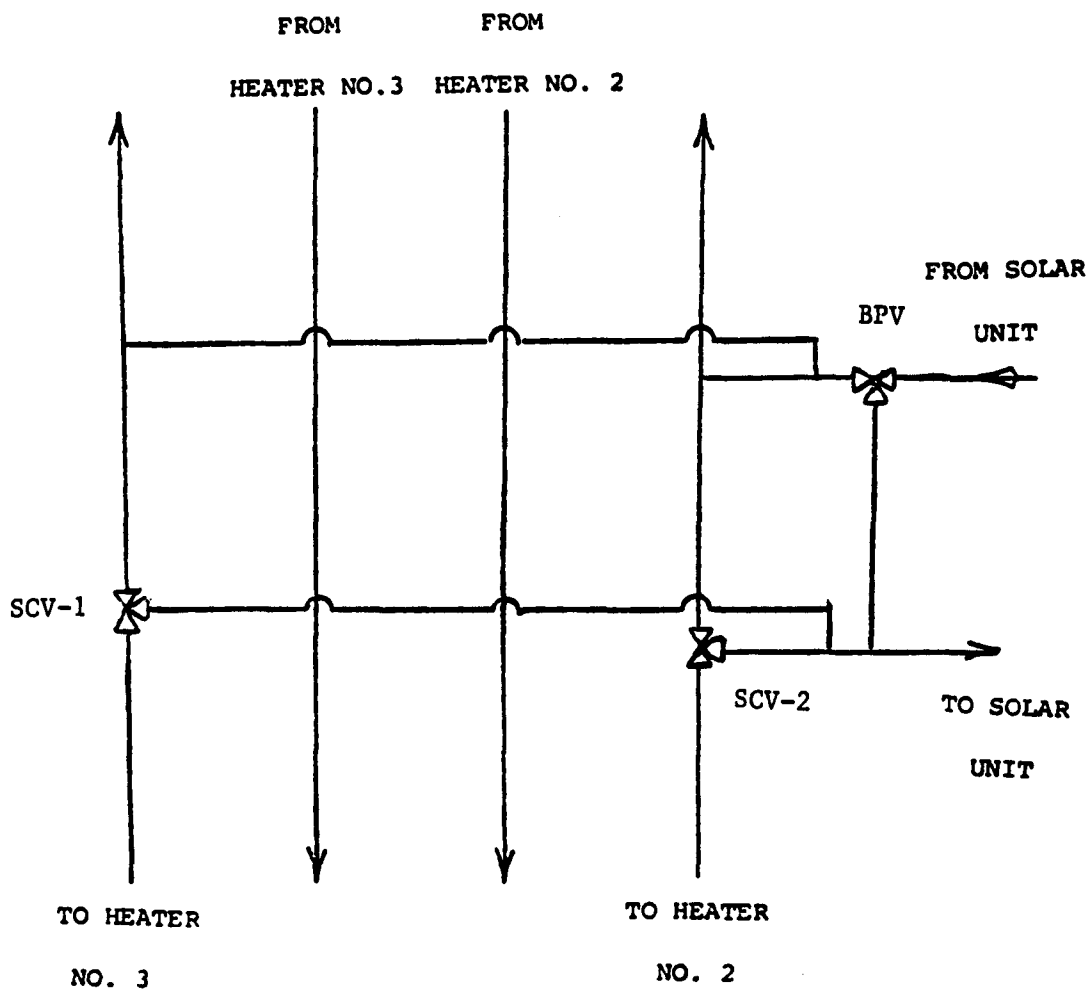 FROM FROM
HEATER NO.3 HEATER NO. 2
FROM SOLAR
BPV
UNIT
SCV-1
SCV-2
TO SOLAR
UNIT
TO HEATER
NO. 3
TO HEATER
NO. 2